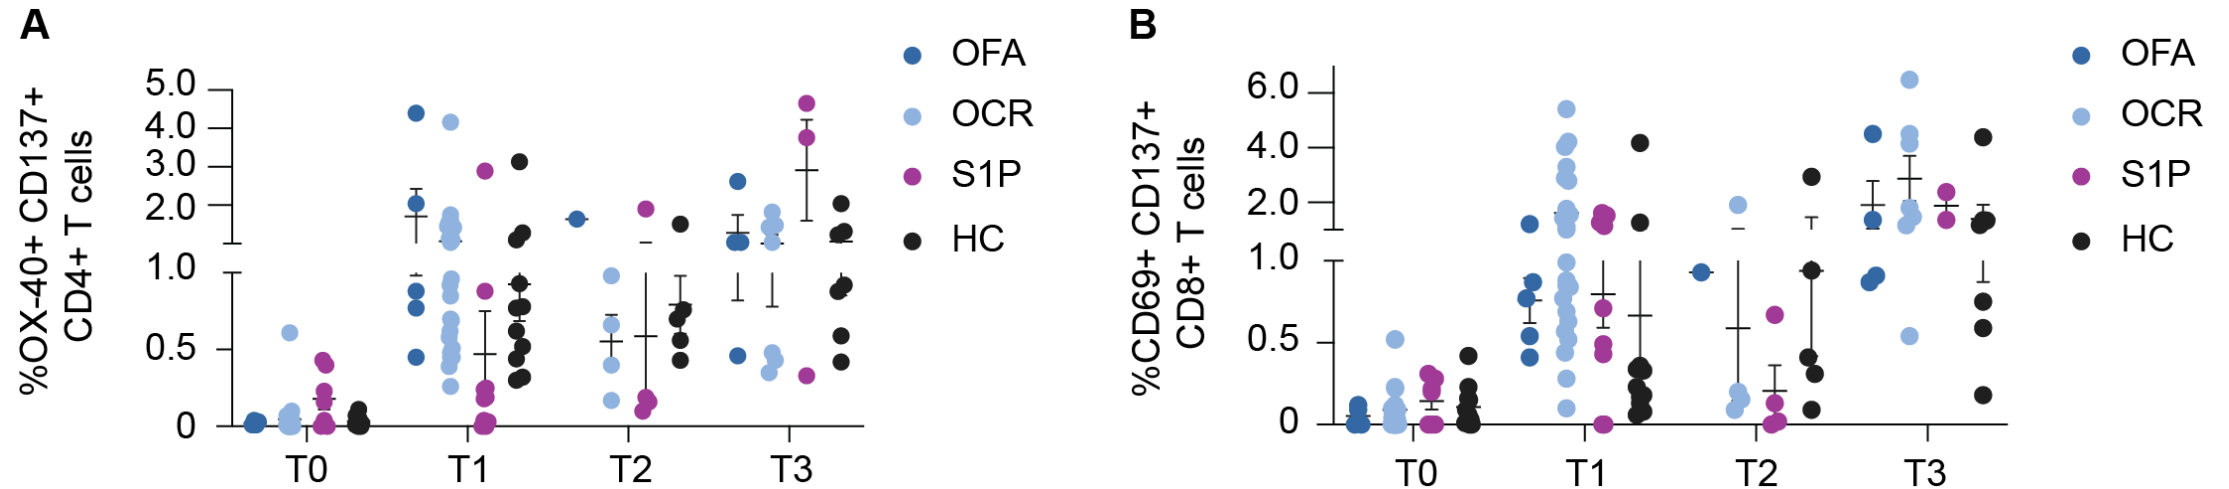 A
%OX-40+ CD137+
CD4+ T cells
5.0
4.0
3.0
2.0
1.0
0.5
0
T0
T1
T2
T3
OFA
OCR
S1P
HC
B
%CD69+ CD137+
CD8+ T cells
6.0
4.0
2.0
1.0
0.5
0
T0
T1
T2
T3
OFA
OCR
S1P
HC